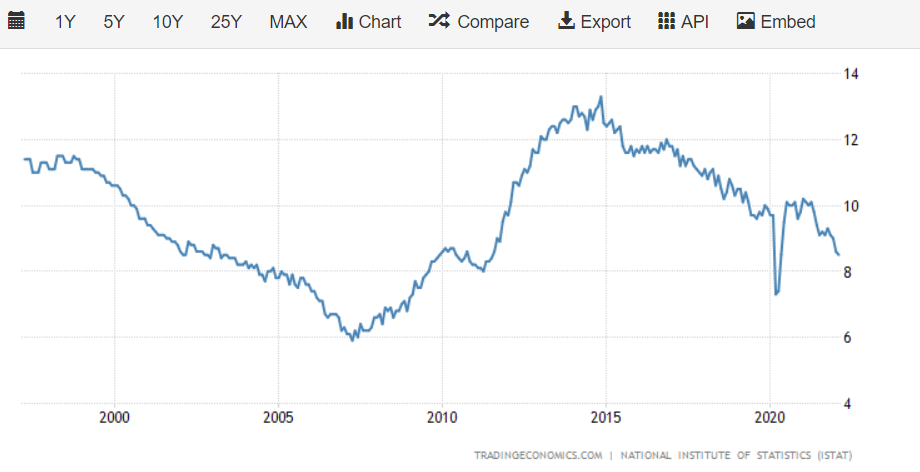 1Y 5Y 10Y 25Y MAX Chart Compare Export API Embed
14
12
10
8
6
4
2000 2005 2010 2015 2020
TRADINGECONOMICS.COM | NATIONAL INSTITUTE OF STATISTICS (ISTAT)